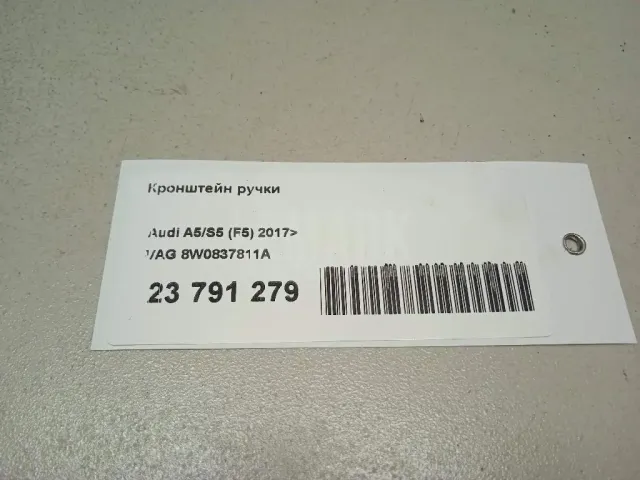 Кронштейн ручки
Audi A5/S5 (F5) 2017>
VAG 8W0837811A
23 791 279